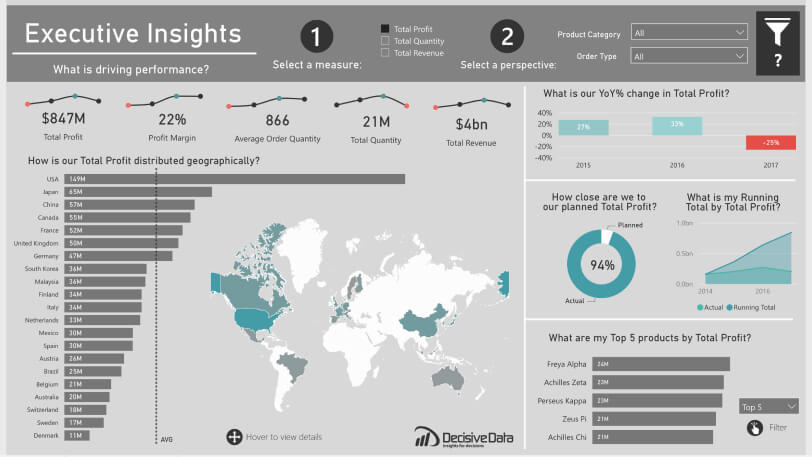 Executive Insights
What is driving performance?
1
Select a measure:
Total Profit
Total Quantity
Total Revenue
2
Select a perspective:
Product Category
All
Order Type
All
?
$847M
Total Profit
22%
Profit Margin
866
Average Order Quantity
21M
Total Quantity
$4bn
Total Revenue
How is our Total Profit distributed geographically?
USA 149M
Japan 65M
China 57M
Canada 55M
France 52M
United Kingdom 50M
Germany 47M
South Korea 36M
Malaysia 36M
Finland 34M
Italy 34M
Netherlands 33M
Mexico 30M
Spain 30M
Austria 26M
Brazil 25M
Belgium 21M
Australia 20M
Switzerland 18M
Sweden 17M
Denmark 11M
AVG
Hover to view details
DecisiveData
Insights for decisions
What is our YoY% change in Total Profit?
40%
20%
0%
-20%
-40%
27%
33%
-25%
2015
2016
2017
How close are we to
our planned Total Profit?
Planned
94%
Actual
What is my Running
Total by Total Profit?
1.0bn
0.5bn
0.0bn
2014
2016
Actual
Running Total
What are my Top 5 products by Total Profit?
Freya Alpha 24M
Achilles Zeta 23M
Perseus Kappa 23M
Zeus Pi 21M
Achilles Chi 21M
Top 5
Filter